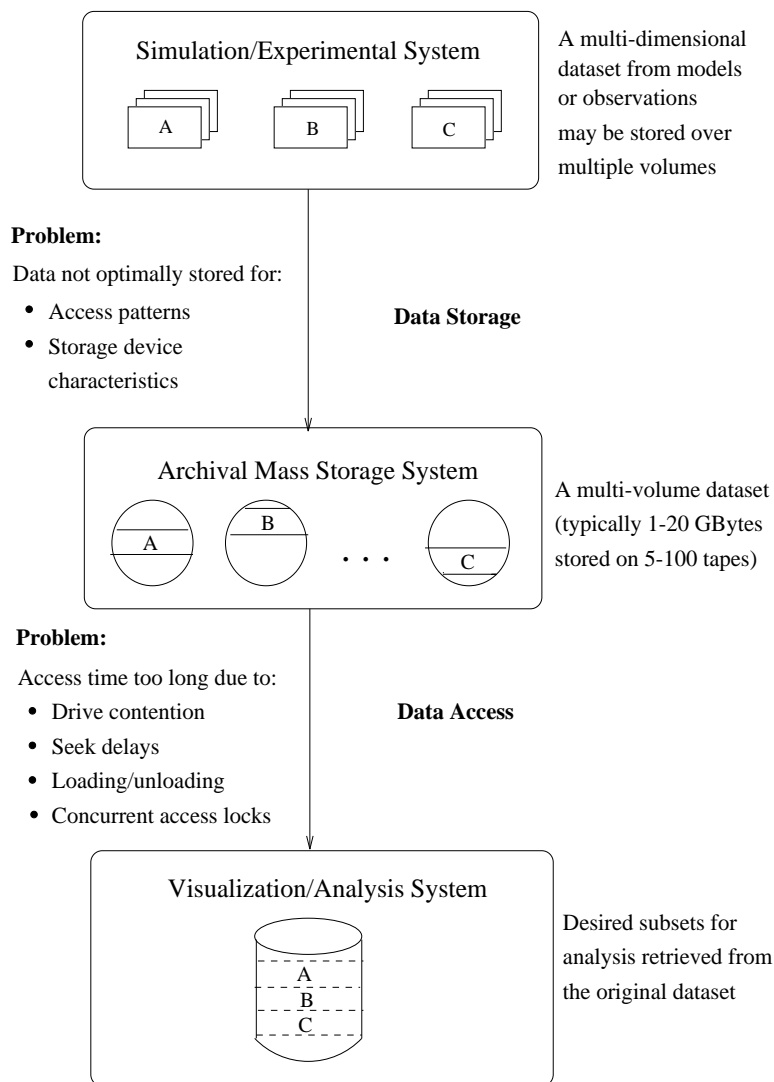 Simulation/Experimental System
A
B
C
A multi-dimensional
dataset from models
or observations
may be stored over
multiple volumes
Problem:
Data not optimally stored for:
• Access patterns
• Storage device
characteristics
Data Storage
Archival Mass Storage System
A
B
. . .
C
A multi-volume dataset
(typically 1-20 GBytes
stored on 5-100 tapes)
Problem:
Access time too long due to:
• Drive contention
• Seek delays
• Loading/unloading
• Concurrent access locks
Data Access
Visualization/Analysis System
A
B
C
Desired subsets for
analysis retrieved from
the original dataset